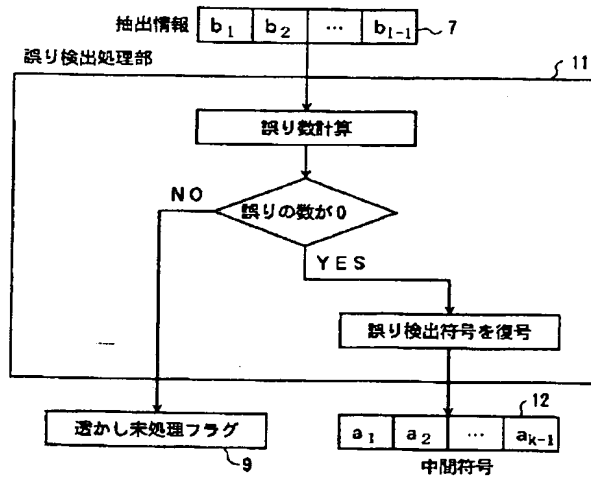 抽出情報 b₁ b₂ … b_{l-1} 7
誤り検出処理部 11
誤り数計算
NO
誤りの数が0
YES
誤り検出符号を復号
透かし未処理フラグ
9
12
a₁ a₂ … a_{k-1}
中間符号